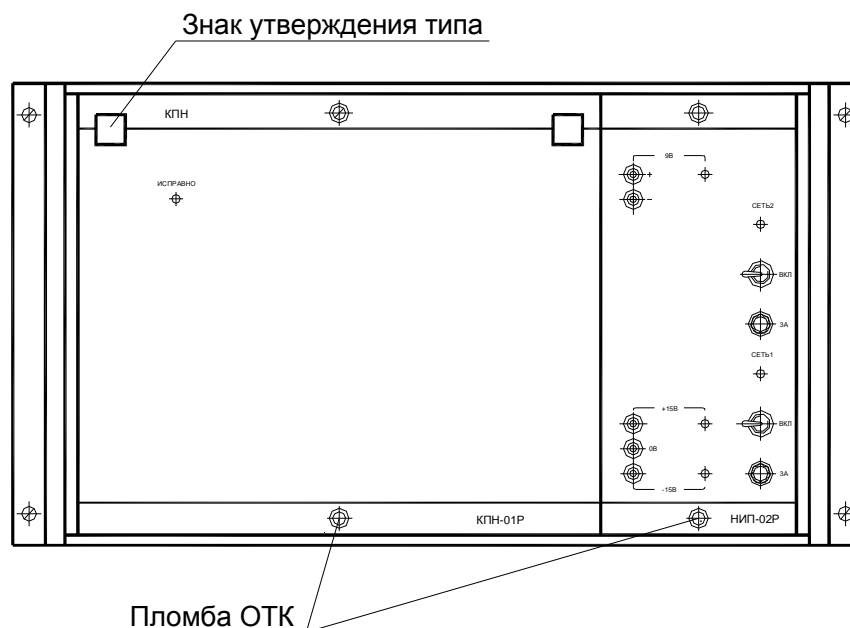 Знак утверждения типа
КПН
9В
+
ИСПРАВНО
−
СЕТЬ2
ВКЛ
3А
СЕТЬ1
+15В
ВКЛ
0В
3А
-15В
КПН-01Р
НИП-02Р
Пломба ОТК